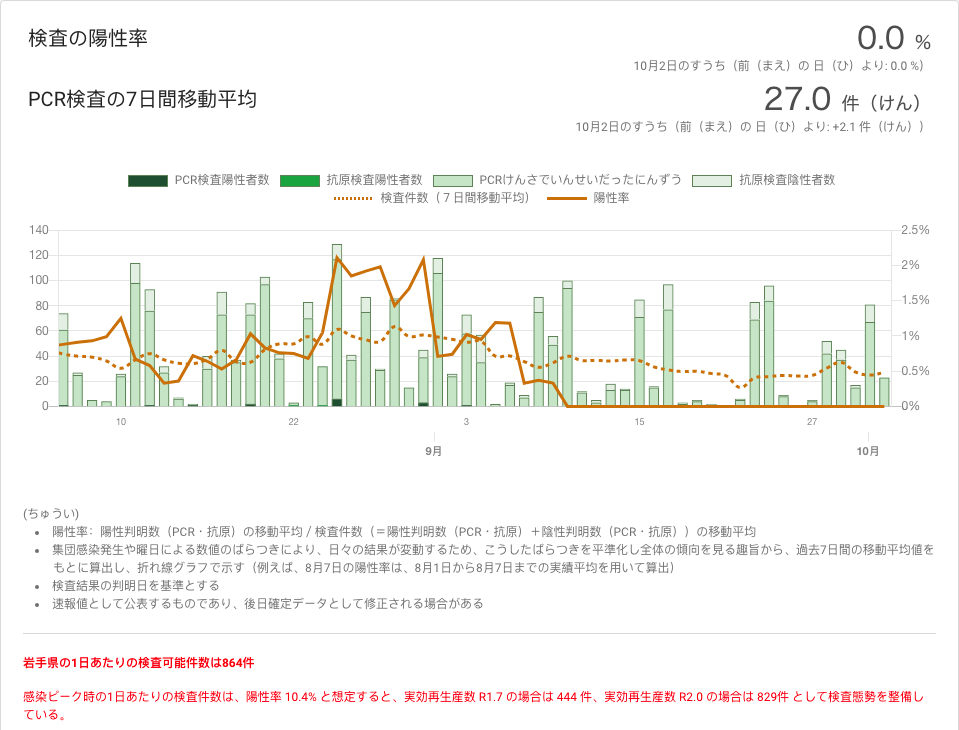 検査の陽性率
0.0 %
10月2日のすうち（前（まえ）の 日（ひ）より: 0.0 %）
PCR検査の7日間移動平均
27.0 件（けん）
10月2日のすうち（前（まえ）の 日（ひ）より: +2.1 件（けん））
PCR検査陽性者数 抗原検査陽性者数 PCRけんさでいんせいだったにんずう 抗原検査陰性者数
検査件数（７日間移動平均） 陽性率
140 2.5%
120 2%
100 1.5%
80 1%
60 0.5%
40 0%
20
0
10 22 3 15 27
9月 10月
(ちゅうい)
陽性率：陽性判明数（PCR・抗原）の移動平均 / 検査件数（＝陽性判明数（PCR・抗原）＋陰性判明数（PCR・抗原））の移動平均
集団感染発生や曜日による数値のばらつきにより、日々の結果が変動するため、こうしたばらつきを平準化し全体の傾向を見る趣旨から、過去7日間の移動平均値を
もとに算出し、折れ線グラフで示す（例えば、8月7日の陽性率は、8月1日から8月7日までの実績平均を用いて算出）
検査結果の判明日を基準とする
速報値として公表するものであり、後日確定データとして修正される場合がある
岩手県の1日あたりの検査可能件数は864件
感染ピーク時の1日あたりの検査件数は、陽性率 10.4% と想定すると、実効再生産数 R1.7 の場合は 444 件、実効再生産数 R2.0 の場合は 829件 として検査態勢を整備し
ている。